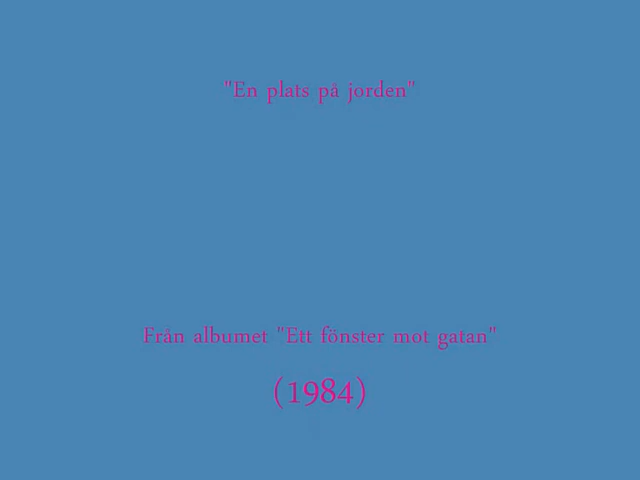 "En plats på jorden"
Från albumet "Ett fönster mot gatan"
(1984)